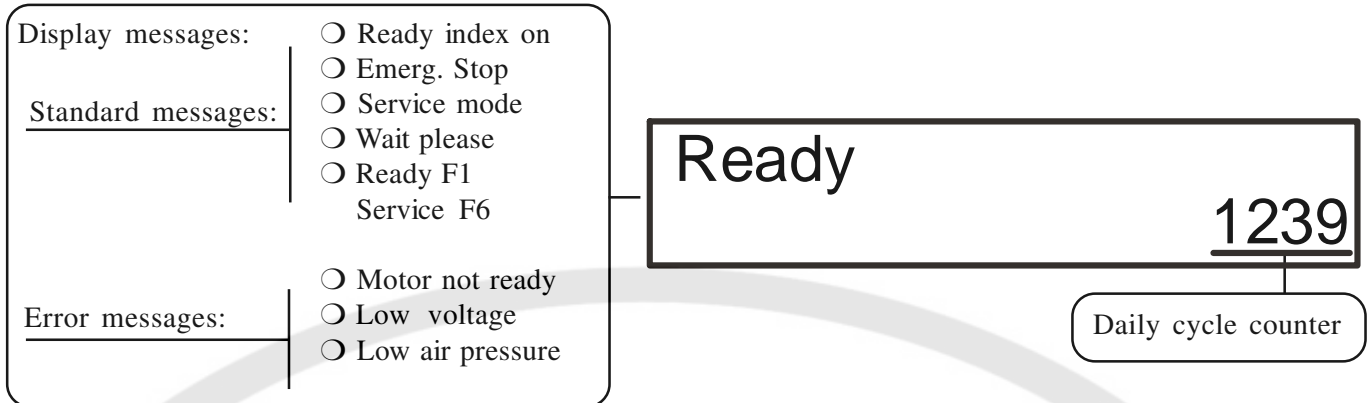 Display messages:
Standard messages:
❍ Ready index on
❍ Emerg. Stop
❍ Service mode
❍ Wait please
❍ Ready F1
Service F6
Error messages:
❍ Motor not ready
❍ Low voltage
❍ Low air pressure
Ready
1239
Daily cycle counter